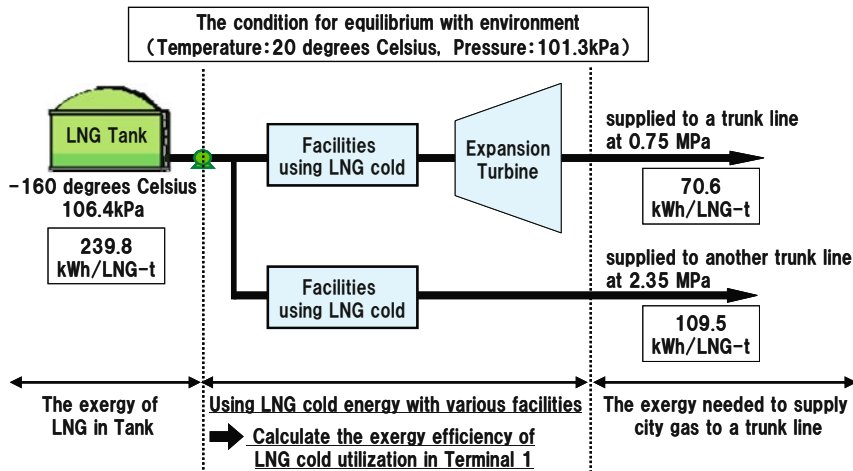 The condition for equilibrium with environment
(Temperature:20 degrees Celsius, Pressure:101.3kPa)
LNG Tank
-160 degrees Celsius
106.4kPa
239.8
kWh/LNG-t
Facilities
using LNG cold
Expansion
Turbine
supplied to a trunk line
at 0.75 MPa
70.6
kWh/LNG-t
Facilities
using LNG cold
supplied to another trunk line
at 2.35 MPa
109.5
kWh/LNG-t
The exergy of
LNG in Tank
Using LNG cold energy with various facilities
Calculate the exergy efficiency of
LNG cold utilization in Terminal 1
The exergy needed to supply
city gas to a trunk line